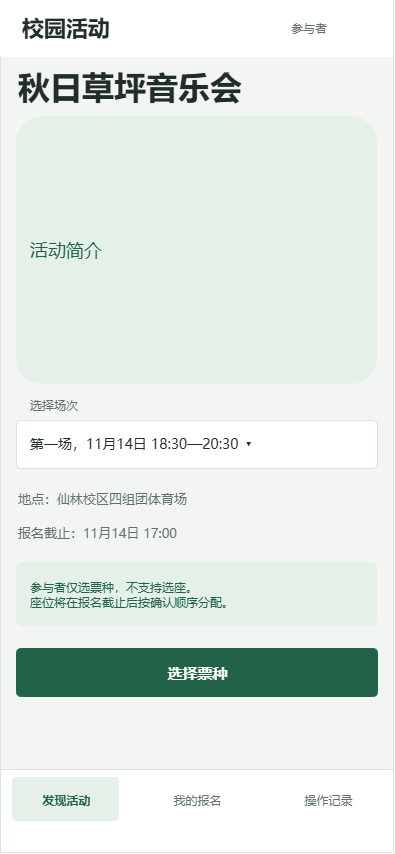 校园活动
参与者
秋日草坪音乐会
活动简介
选择场次
第一场，11月14日 18:30—20:30 ▾
地点：仙林校区四组团体育场
报名截止：11月14日 17:00
参与者仅选票种，不支持选座。
座位将在报名截止后按确认顺序分配。
选择票种
发现活动
我的报名
操作记录